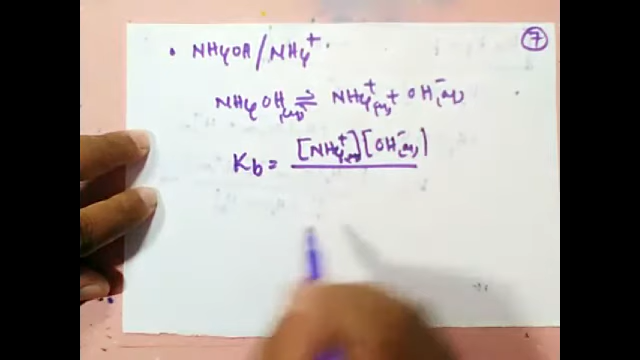 7
• NH4OH / NH4+
NH4OH(aq) ⇌ NH4+(aq) + OH-(aq)
Kb = [NH4+(aq)][OH-(aq)]